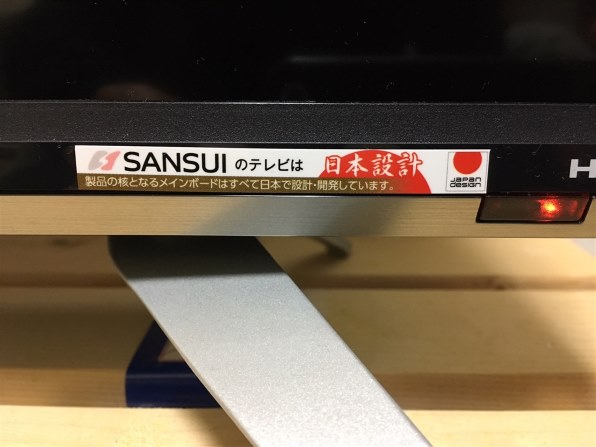 SANSUI のテレビは 日本設計
製品の核となるメインボードはすべて日本で設計・開発しています。
JAPAN
DESIGN
H